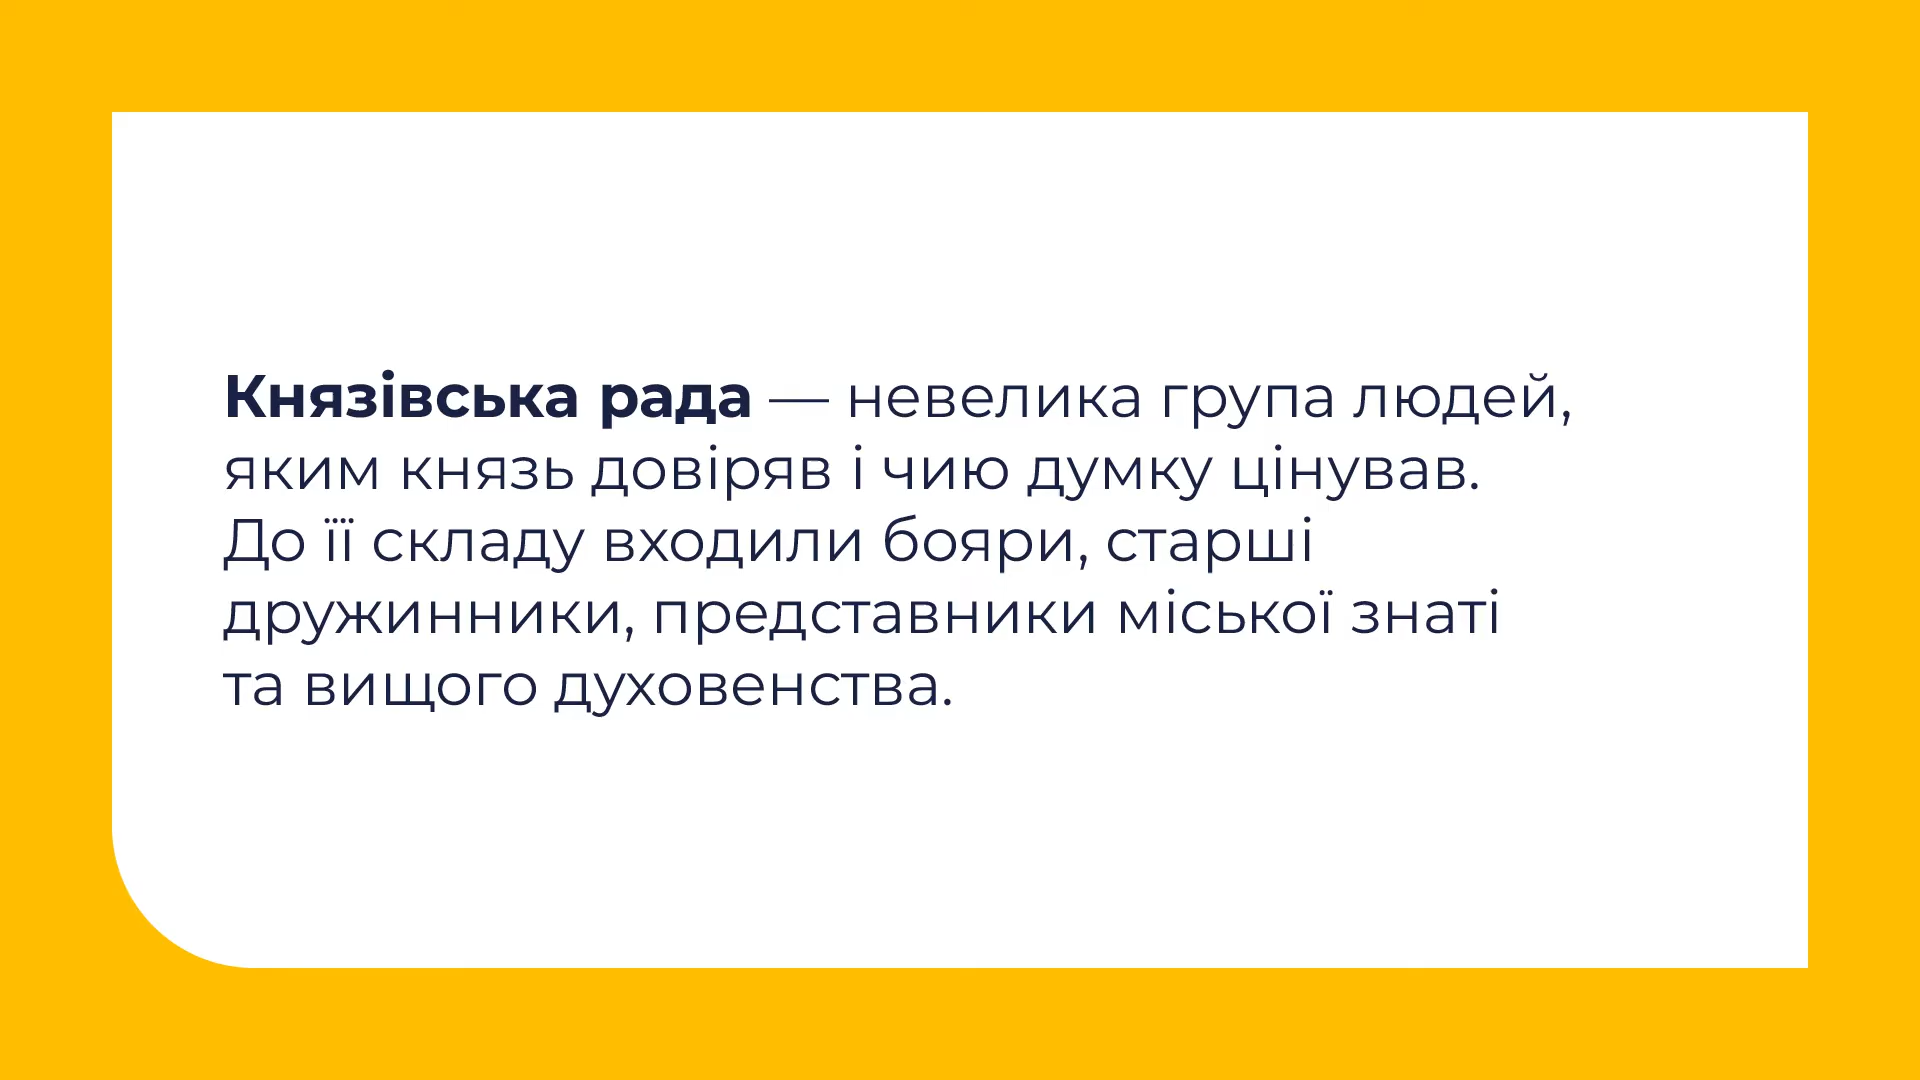 Князівська рада — невелика група людей,
яким князь довіряв і чию думку цінував.
До її складу входили бояри, старші
дружинники, представники міської знаті
та вищого духовенства.